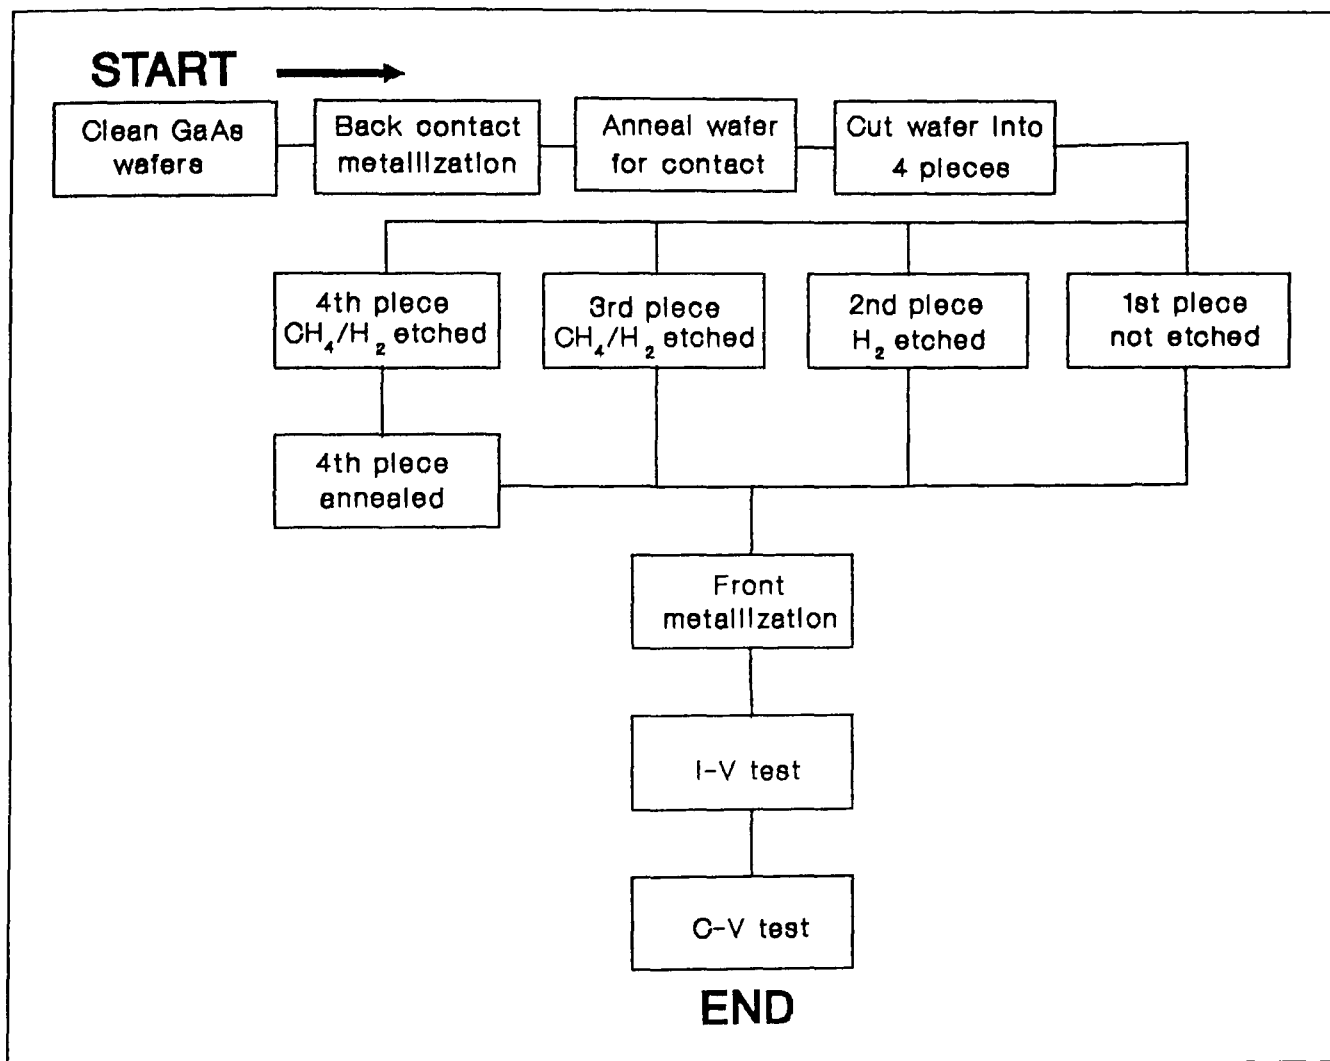 START
Clean GaAs
wafers
Back contact
metallization
Anneal wafer
for contact
Cut wafer into
4 pieces
4th piece
CH₄/H₂ etched
3rd piece
CH₄/H₂ etched
2nd piece
H₂ etched
1st piece
not etched
4th piece
annealed
Front
metallization
I-V test
C-V test
END